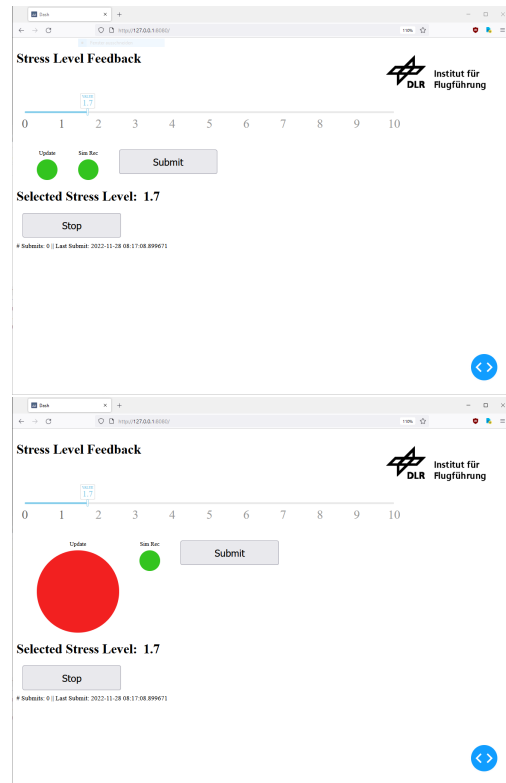 Dash
http://127.0.0.1:8080/
110%
Stress Level Feedback
DLR
Institut für
Flugführung
VALUE
1.7
0 1 2 3 4 5 6 7 8 9 10
Update Sim Rec
Submit
Selected Stress Level: 1.7
Stop
# Submits: 0 || Last Submit: 2022-11-28 08:17:08.899671
Dash
http://127.0.0.1:8080/
110%
Stress Level Feedback
DLR
Institut für
Flugführung
VALUE
1.7
0 1 2 3 4 5 6 7 8 9 10
Update Sim Rec
Submit
Selected Stress Level: 1.7
Stop
# Submits: 0 || Last Submit: 2022-11-28 08:17:08.899671